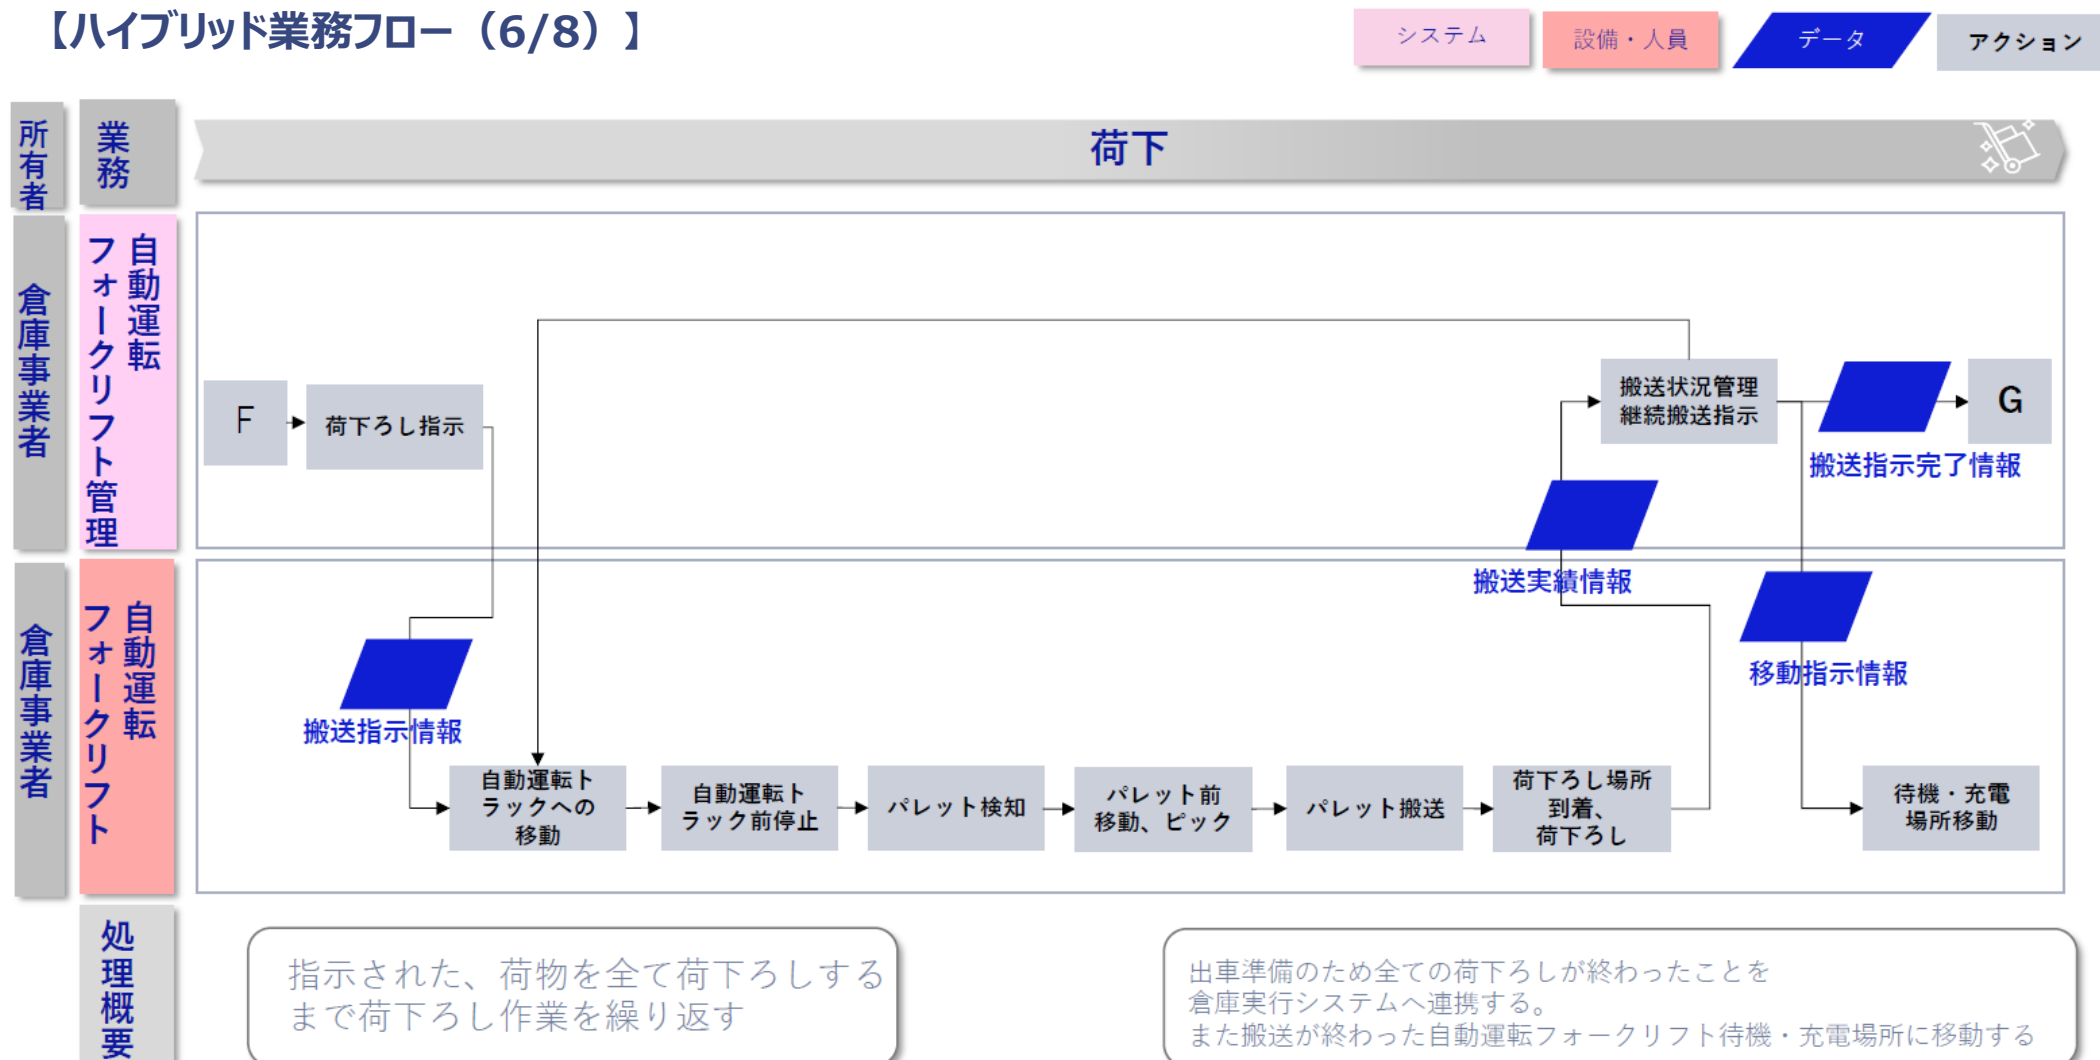 【ハイブリッド業務フロー（6/8）】
システム
設備・人員
データ
アクション
所有者
業務
荷下
倉庫事業者
自動運転
フォークリフト管理
F
荷下ろし指示
搬送状況管理
継続搬送指示
G
搬送指示完了情報
搬送実績情報
倉庫事業者
自動運転
フォークリフト
搬送指示情報
移動指示情報
自動運転ト
ラックへの
移動
自動運転ト
ラック前停止
パレット検知
パレット前
移動、ピック
パレット搬送
荷下ろし場所
到着、
荷下ろし
待機・充電
場所移動
処理概要
指示された、荷物を全て荷下ろしする
まで荷下ろし作業を繰り返す
出車準備のため全ての荷下ろしが終わったことを
倉庫実行システムへ連携する。
また搬送が終わった自動運転フォークリフト待機・充電場所に移動する